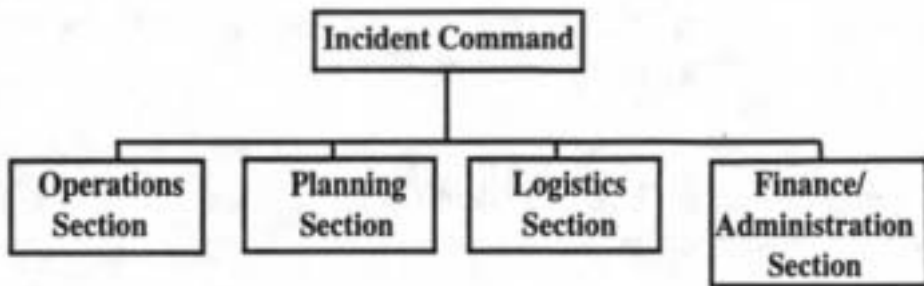 Incident Command
Operations
Section
Planning
Section
Logistics
Section
Finance/
Administration
Section